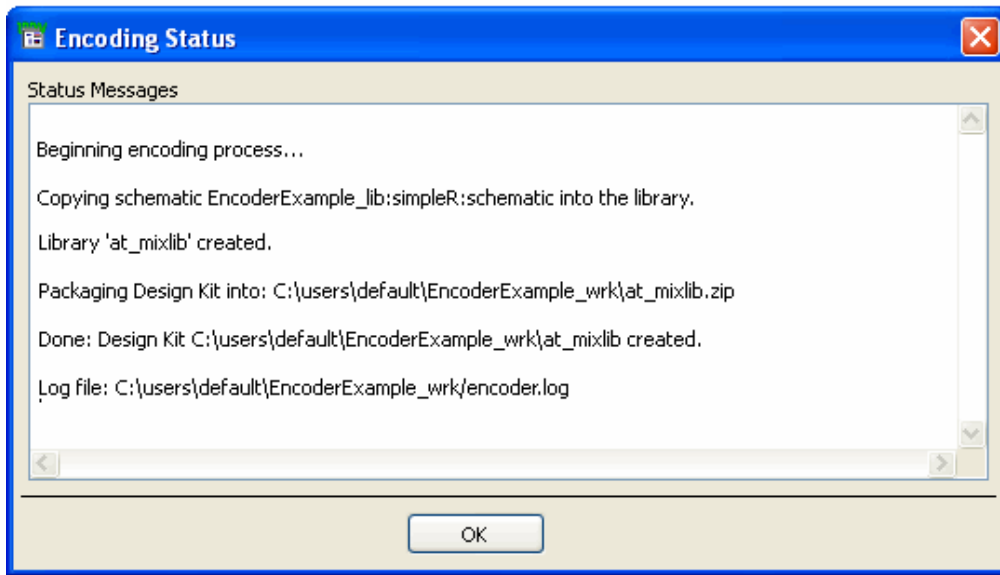 Encoding Status
Status Messages
Beginning encoding process...
Copying schematic EncoderExample_lib:simpleR:schematic into the library.
Library 'at_mixlib' created.
Packaging Design Kit into: C:\users\default\EncoderExample_wrk\at_mixlib.zip
Done: Design Kit C:\users\default\EncoderExample_wrk\at_mixlib created.
Log file: C:\users\default\EncoderExample_wrk/encoder.log
OK